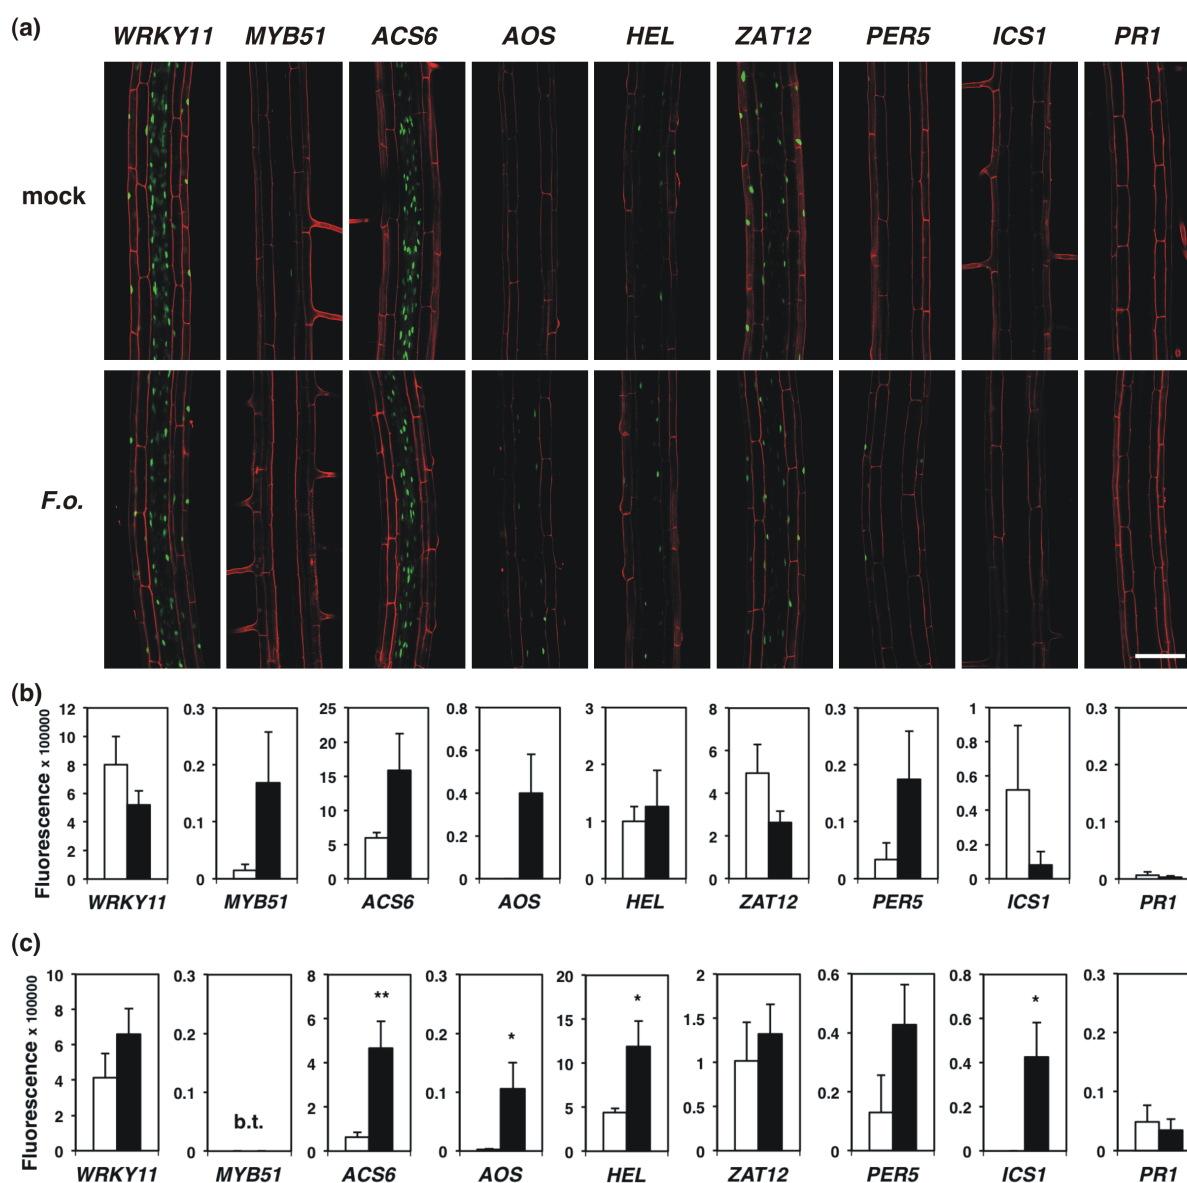 (a)
WRKY11 MYB51 ACS6 AOS HEL ZAT12 PER5 ICS1 PR1
mock
F.o.
(b)
Fluorescence x 100000
12 10 8 6 4 2 0
0.3 0.2 0.1 0
25 20 15 10 5 0
0.8 0.6 0.4 0.2 0
3 2 1 0
8 6 4 2 0
0.3 0.2 0.1 0
1 0.8 0.6 0.4 0.2 0
0.3 0.2 0.1 0
WRKY11 MYB51 ACS6 AOS HEL ZAT12 PER5 ICS1 PR1
(c)
Fluorescence x 100000
10 8 6 4 2 0
0.3 0.2 0.1 0
b.t.
8 6 4 2 0
**
0.3 0.2 0.1 0
*
20 15 10 5 0
*
2 1.5 1 0.5 0
0.6 0.4 0.2 0
0.8 0.6 0.4 0.2 0
*
0.3 0.2 0.1 0
WRKY11 MYB51 ACS6 AOS HEL ZAT12 PER5 ICS1 PR1